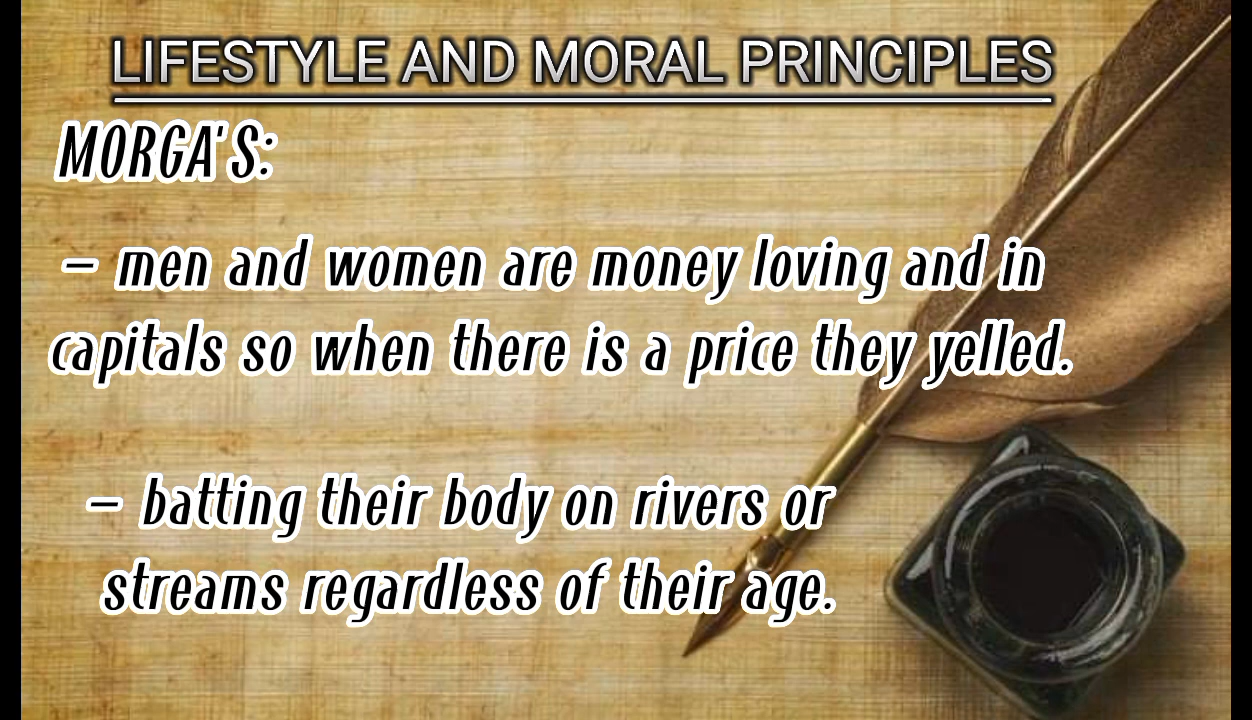 LIFESTYLE AND MORAL PRINCIPLES
MORGA'S:
– men and women are money loving and in
capitals so when there is a price they yelled.
– batting their body on rivers or
streams regardless of their age.